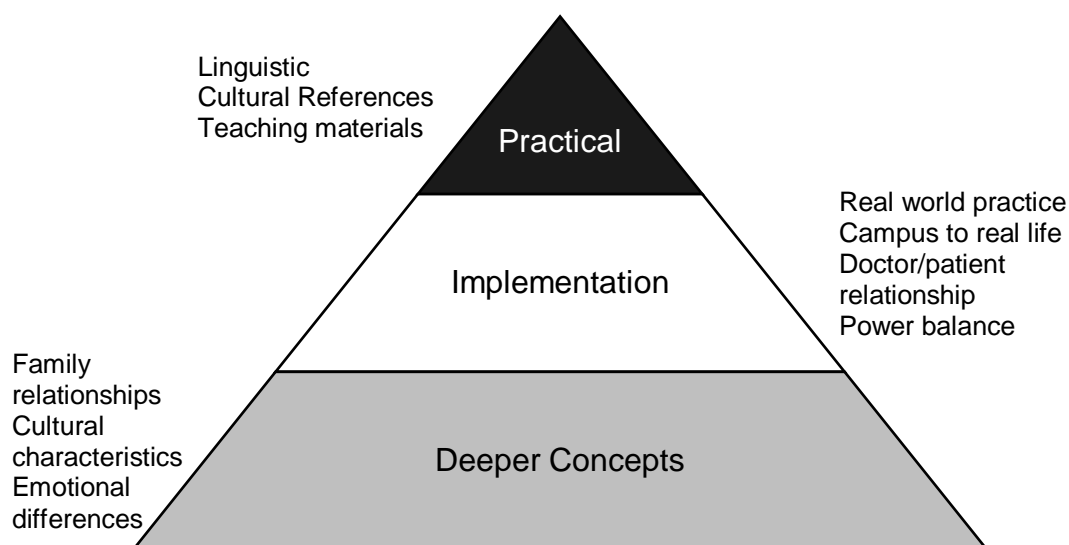 Linguistic
Cultural References
Teaching materials
Practical
Real world practice
Campus to real life
Doctor/patient
relationship
Power balance
Implementation
Family
relationships
Cultural
characteristics
Emotional
differences
Deeper Concepts